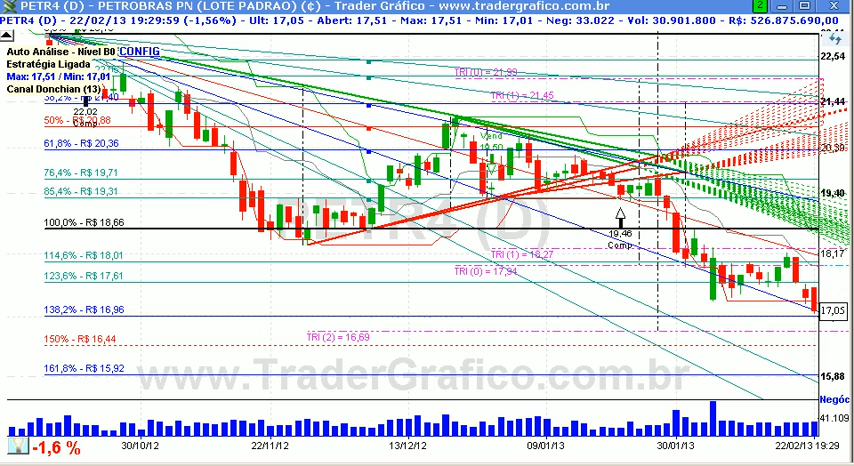 PETR4 (D) - PETROBRAS PN (LOTE PADRAO) (¢) - Trader Gráfico - www.tradergrafico.com.br
PETR4 (D) - 22/02/13 19:29:59 (-1,56%) - Ult: 17,05 - Abert: 17,51 - Max: 17,51 - Min: 17,01 - Neg: 33.022 - Vol: 30.901.800 - R$: 526.875.690,00
Auto Análise - Nível B0 CONFIG
Estratégia Ligada
Max: 17,51 / Min: 17,01
Canal Donchian (13)
22,54
TRI (0) = 21,99
TRI (1) = 21,45
21,44
22,02
Comp
50% - R$ 20,88
Vend
19,50
61,8% - R$ 20,36
20,39
76,4% - R$ 19,71
85,4% - R$ 19,31
19,40
PETR4 (D)
100,0% - R$ 18,66
19,46
Comp
114,6% - R$ 18,01
TRI (1) = 18,27
18,17
123,6% - R$ 17,61
TRI (0) = 17,94
138,2% - R$ 16,96
17,05
150% - R$ 16,44
TRI (2) = 16,69
161,8% - R$ 15,92
www.TraderGrafico.com.br
15,88
Negóc
41.109
-1,6 %
30/10/12
22/11/12
13/12/12
09/01/13
30/01/13
22/02/13 19:29